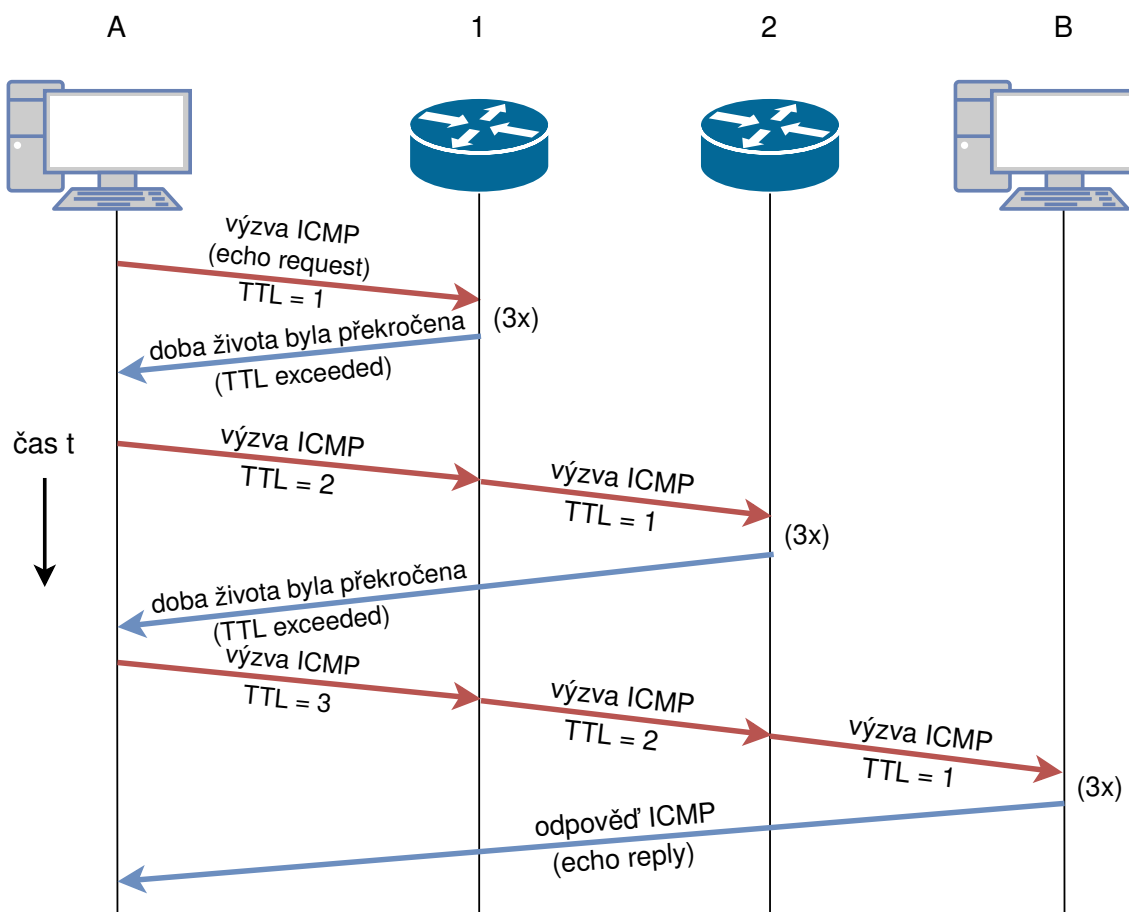 A
1
2
B
výzva ICMP
(echo request)
TTL = 1
(3x)
doba života byla překročena
(TTL exceeded)
čas t
výzva ICMP
TTL = 2
výzva ICMP
TTL = 1
(3x)
doba života byla překročena
(TTL exceeded)
výzva ICMP
TTL = 3
výzva ICMP
TTL = 2
výzva ICMP
TTL = 1
(3x)
odpověď ICMP
(echo reply)